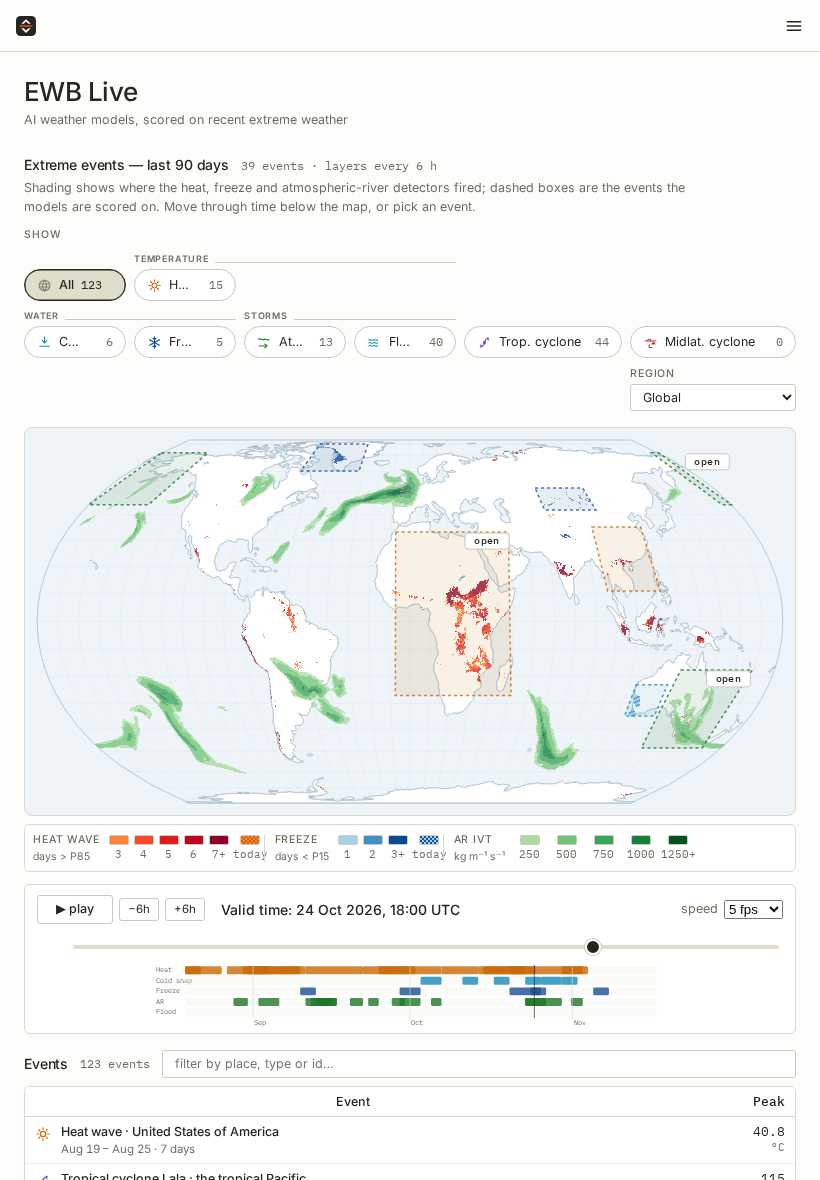 EWB Live
AI weather models, scored on recent extreme weather
Extreme events — last 90 days 39 events · layers every 6 h
Shading shows where the heat, freeze and atmospheric-river detectors fired; dashed boxes are the events the
models are scored on. Move through time below the map, or pick an event.
SHOW
TEMPERATURE
All 123 H... 15
WATER STORMS
C... 6 Fr... 5 At... 13 Fl... 40 Trop. cyclone 44 Midlat. cyclone 0
REGION
Global
open
open
open
HEAT WAVE FREEZE AR IVT
days > P85 3 4 5 6 7+ today days < P15 1 2 3+ today kg m⁻¹ s⁻¹ 250 500 750 1000 1250+
▶ play −6h +6h Valid time: 24 Oct 2026, 18:00 UTC speed 5 fps
Heat
Cold snap
Freeze
AR
Flood
Sep Oct Nov
Events 123 events filter by place, type or id...
Event Peak
Heat wave · United States of America 40.8
Aug 19 – Aug 25 · 7 days °C
Tropical cyclone Lala · the tropical Pacific 115